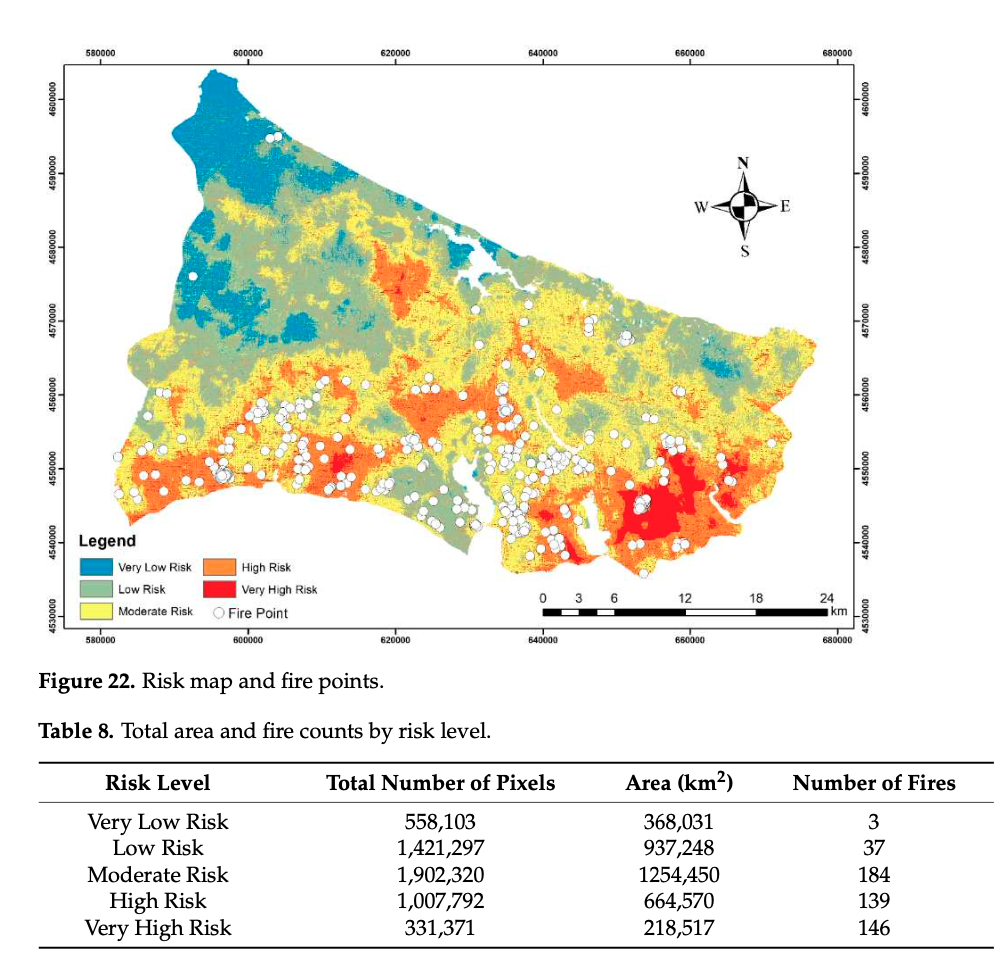 580000 600000 620000 640000 660000 680000
4600000 4600000
4590000 4590000
4580000 4580000
4570000 4570000
4560000 4560000
4550000 4550000
4540000 4540000
4530000 4530000
N
W E
S
Legend
Very Low Risk High Risk
Low Risk Very High Risk
Moderate Risk Fire Point
0 3 6 12 18 24
km
580000 600000 620000 640000 660000 680000
Figure 22. Risk map and fire points.
Table 8. Total area and fire counts by risk level.
Risk Level Total Number of Pixels Area (km²) Number of Fires
Very Low Risk 558,103 368,031 3
Low Risk 1,421,297 937,248 37
Moderate Risk 1,902,320 1254,450 184
High Risk 1,007,792 664,570 139
Very High Risk 331,371 218,517 146